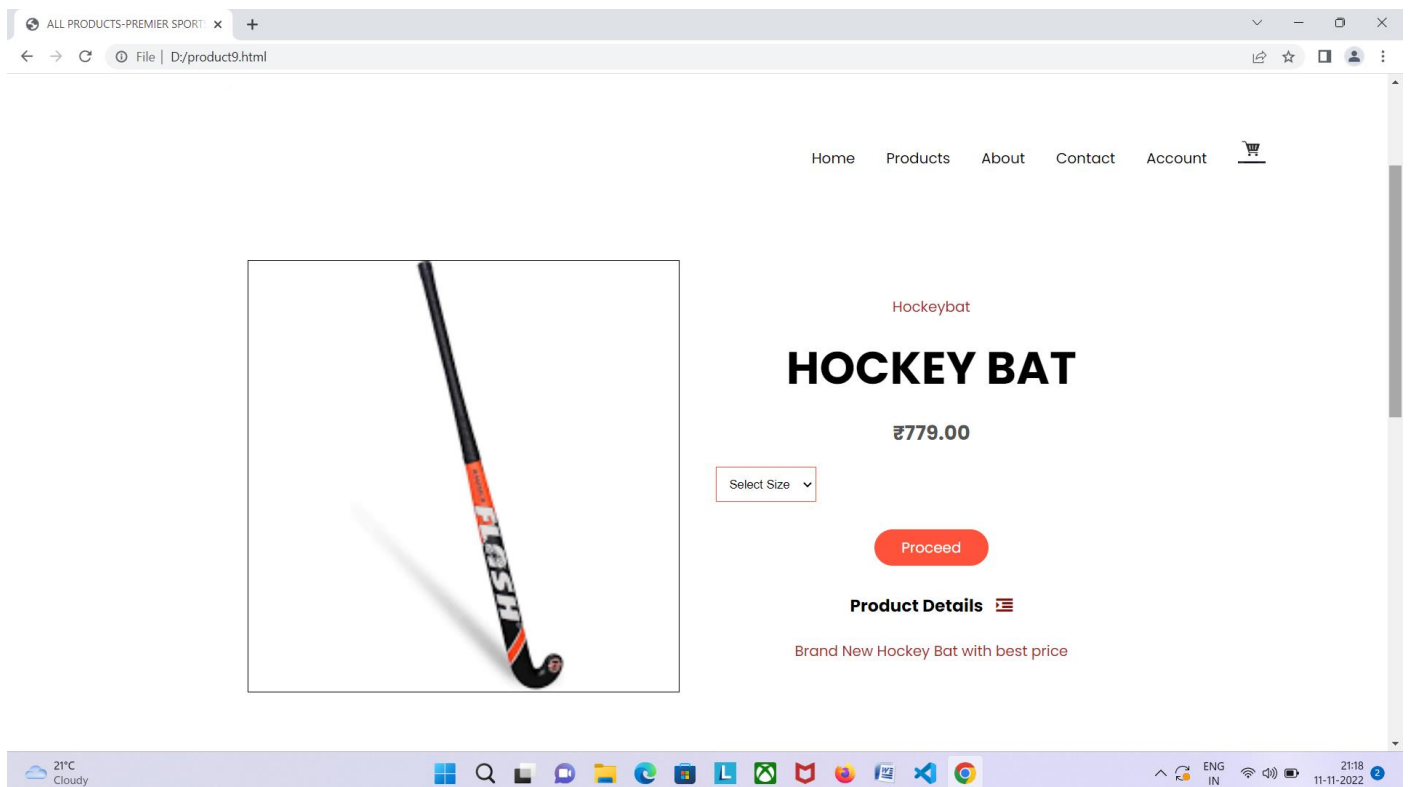 ALL PRODUCTS-PREMIER SPORT
File | D:/product9.html
Home Products About Contact Account
Hockeybat
HOCKEY BAT
₹779.00
Select Size
Proceed
FLASH
Product Details
Brand New Hockey Bat with best price
21°C
Cloudy
ENG
IN
21:18
11-11-2022
2